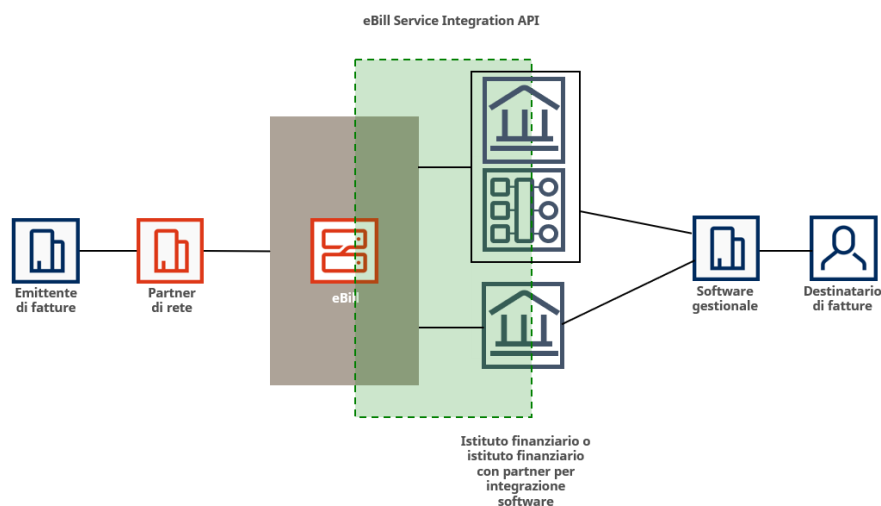 eBill Service Integration API
Emittente
di fatture
Partner
di rete
eBill
Software
gestionale
Destinatario
di fatture
Istituto finanziario o
istituto finanziario
con partner per
integrazione
software